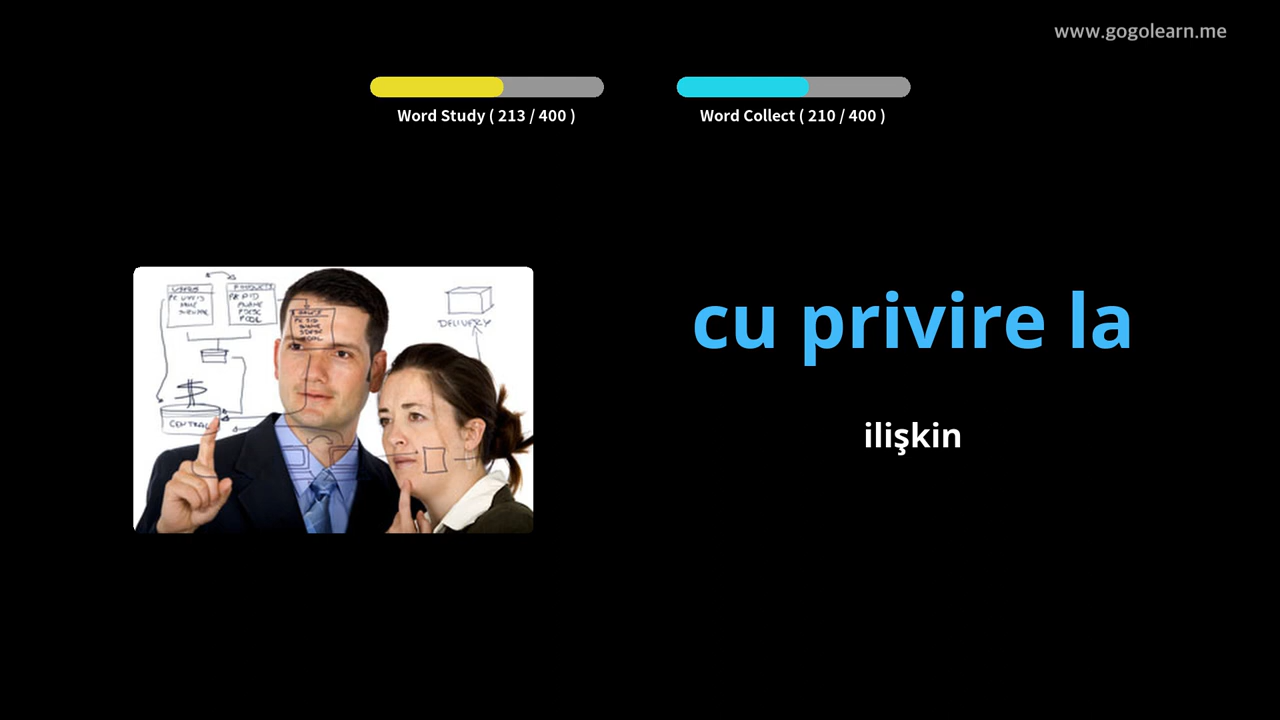 www.gogolearn.me
Word Study ( 213 / 400 )
Word Collect ( 210 / 400 )
cu privire la
ilişkin
DELIVERY
CENTRAL